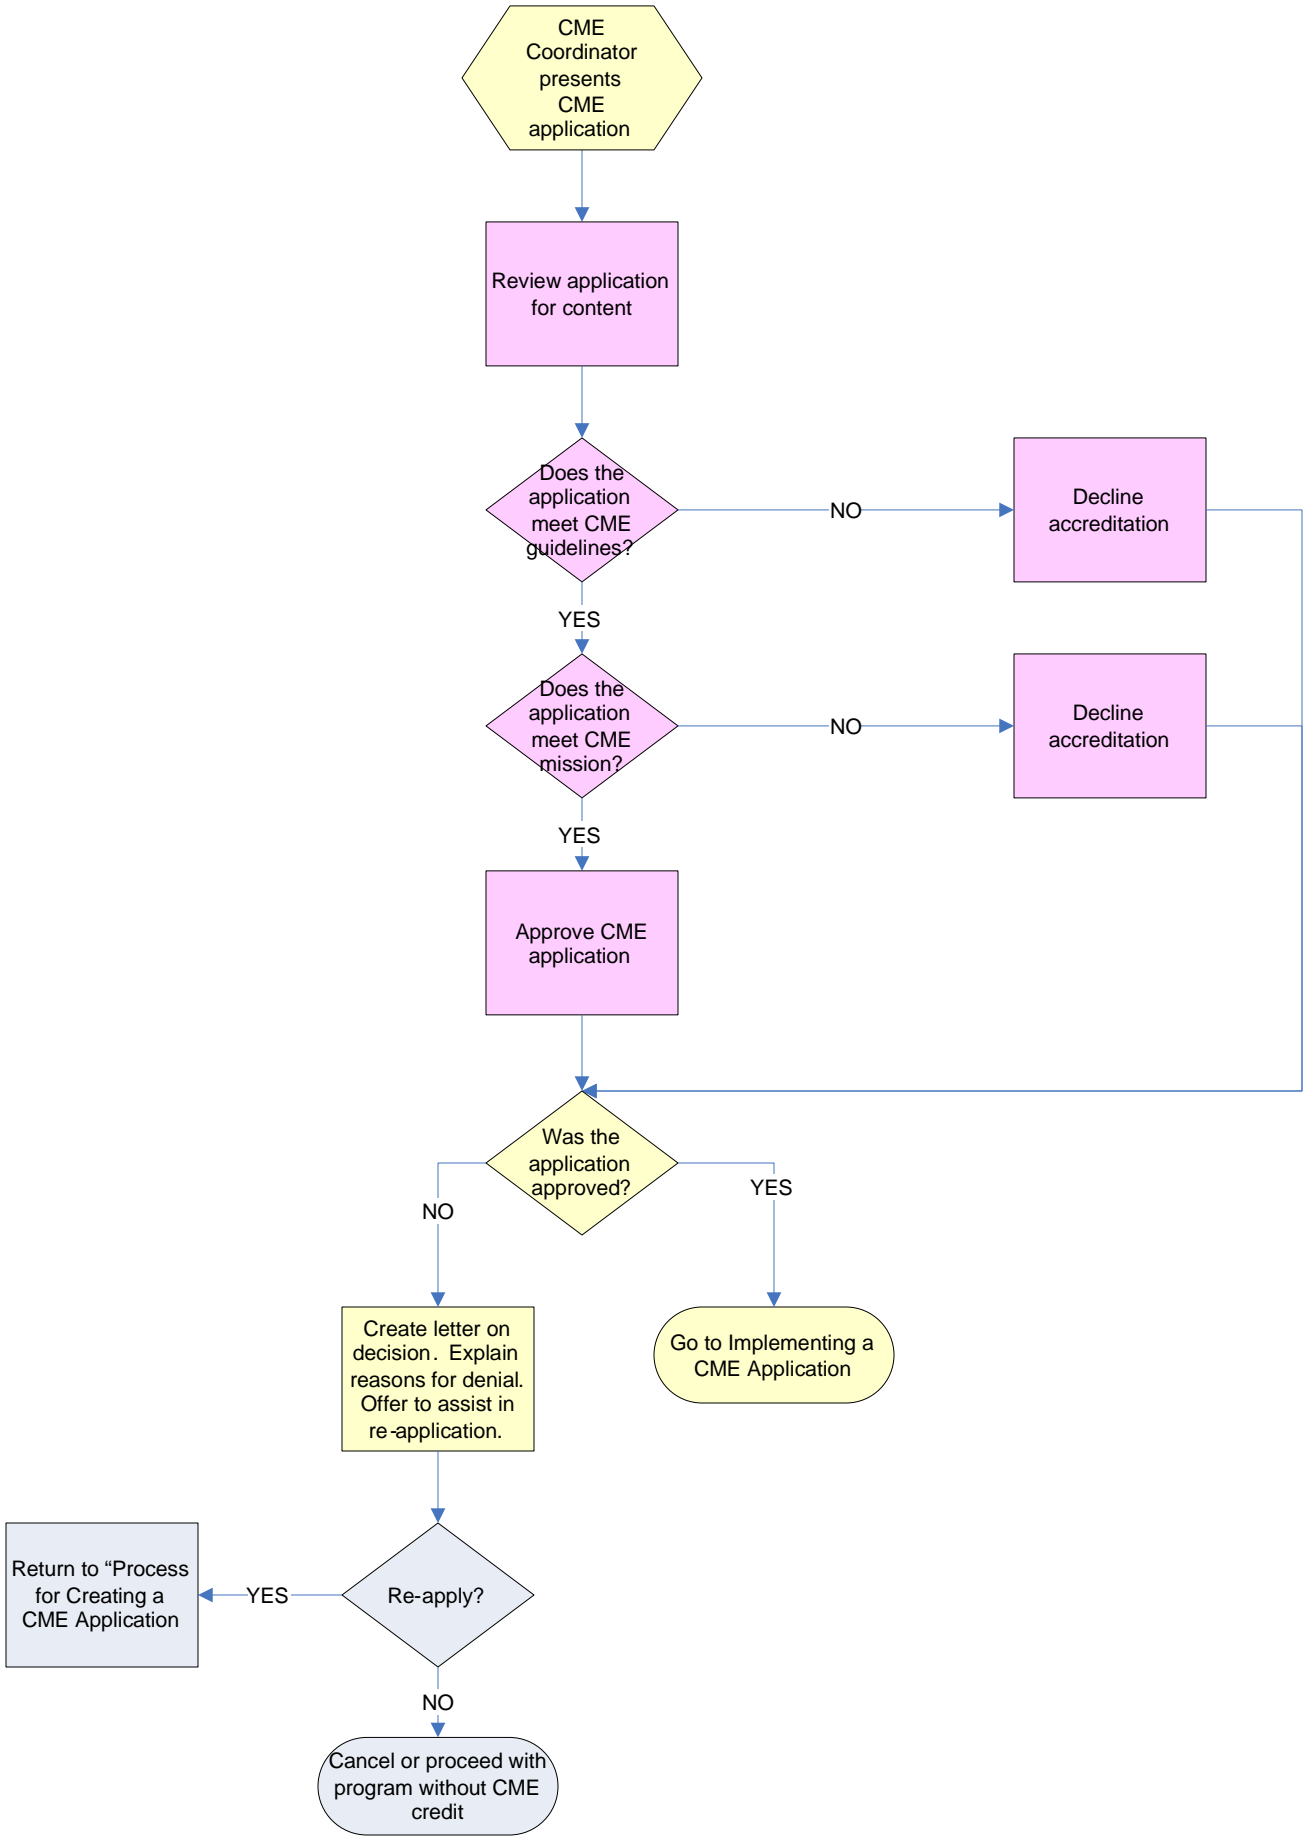 CME
Coordinator
presents
CME
application
Review application
for content
Does the
application
meet CME
guidelines?
NO
Decline
accreditation
YES
Does the
application
meet CME
mission?
NO
Decline
accreditation
YES
Approve CME
application
Was the
application
approved?
NO
YES
Create letter on
decision. Explain
reasons for denial.
Offer to assist in
re-application.
Go to Implementing a
CME Application
Return to “Process
for Creating a
CME Application
YES
Re-apply?
NO
Cancel or proceed with
program without CME
credit